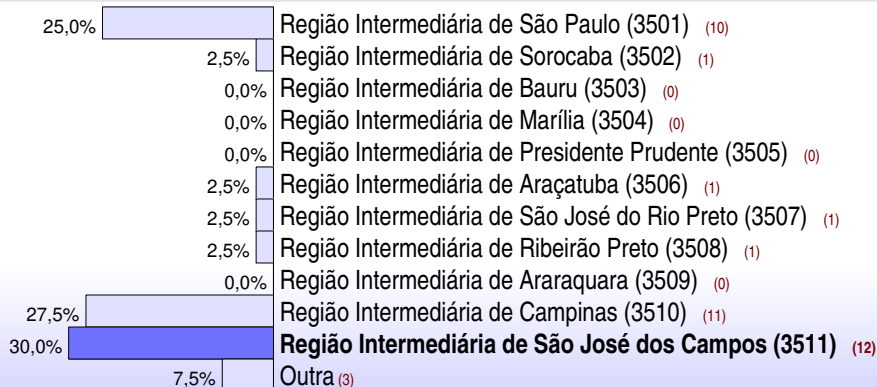 25,0% Região Intermediária de São Paulo (3501) (10)
2,5% Região Intermediária de Sorocaba (3502) (1)
0,0% Região Intermediária de Bauru (3503) (0)
0,0% Região Intermediária de Marília (3504) (0)
0,0% Região Intermediária de Presidente Prudente (3505) (0)
2,5% Região Intermediária de Araçatuba (3506) (1)
2,5% Região Intermediária de São José do Rio Preto (3507) (1)
2,5% Região Intermediária de Ribeirão Preto (3508) (1)
0,0% Região Intermediária de Araraquara (3509) (0)
27,5% Região Intermediária de Campinas (3510) (11)
30,0% Região Intermediária de São José dos Campos (3511) (12)
7,5% Outra (3)